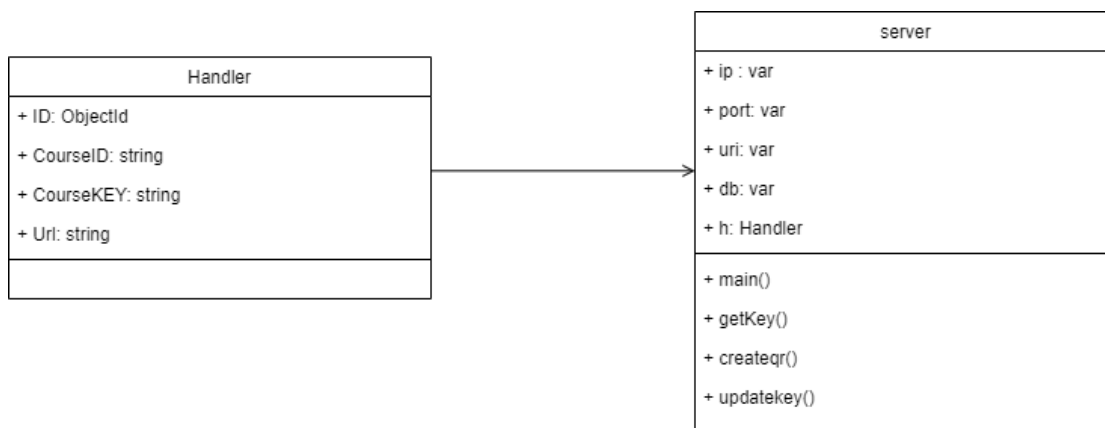 Handler
+ ID: ObjectId
+ CourseID: string
+ CourseKEY: string
+ Url: string
server
+ ip : var
+ port: var
+ uri: var
+ db: var
+ h: Handler
+ main()
+ getKey()
+ createqr()
+ updatekey()